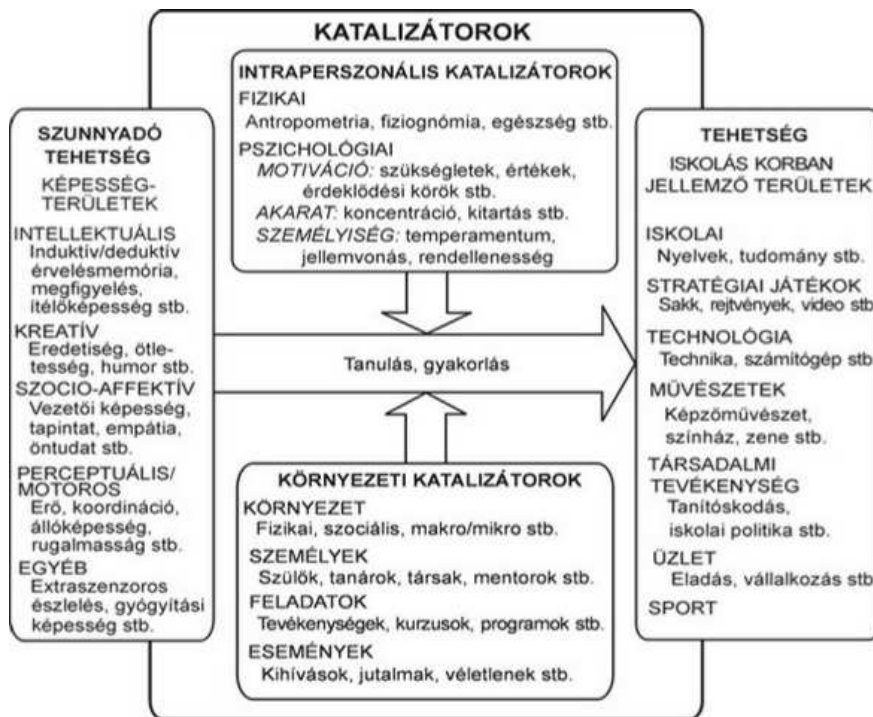 KATALIZÁTOROK
INTRAPERSZONÁLIS KATALIZÁTOROK
FIZIKAI
Antropometria, fiziognómia, egészség stb.
PSZICHOLÓGIAI
MOTIVÁCIÓ: szükségletek, értékek,
érdeklődési körök stb.
AKARAT: koncentráció, kitartás stb.
SZEMÉLYISÉG: temperamentum,
jellemvonás, rendellenesség
SZUNNYADÓ
TEHETSÉG
KÉPESSÉG-
TERÜLETEK
INTELLEKTUÁLIS
Induktív/deduktív
érvelésmemória,
megfigyelés,
ítélőképesség stb.
KREATÍV
Eredetiség, ötle-
tesség, humor stb.
SZOCIO-AFFEKTÍV
Vezetői képesség,
tapintat, empátia,
öntudat stb.
PERCEPTUÁLIS/
MOTOROS
Erő, koordináció,
állóképesség,
rugalmasság stb.
EGYÉB
Extraszenzoros
észlelés, gyógyítási
képesség stb.
Tanulás, gyakorlás
KÖRNYEZETI KATALIZÁTOROK
KÖRNYEZET
Fizikai, szociális, makro/mikro stb.
SZEMÉLYEK
Szülők, tanárok, társak, mentorok stb.
FELADATOK
Tevékenységek, kurzusok, programok stb.
ESEMÉNYEK
Kihívások, jutalmak, véletlenek stb.
TEHETSÉG
ISKOLÁS KORBAN
JELLEMZŐ TERÜLETEK
ISKOLAI
Nyelvek, tudomány stb.
STRATÉGIAI JÁTÉKOK
Sakk, rejtvények, video stb
TECHNOLÓGIA
Technika, számítógép stb
MŰVÉSZETEK
Képzőművészet,
színház, zene stb.
TÁRSADALMI
TEVÉKENYSÉG
Tanítóskodás,
iskolai politika stb.
ÜZLET
Eladás, vállalkozás stb
SPORT